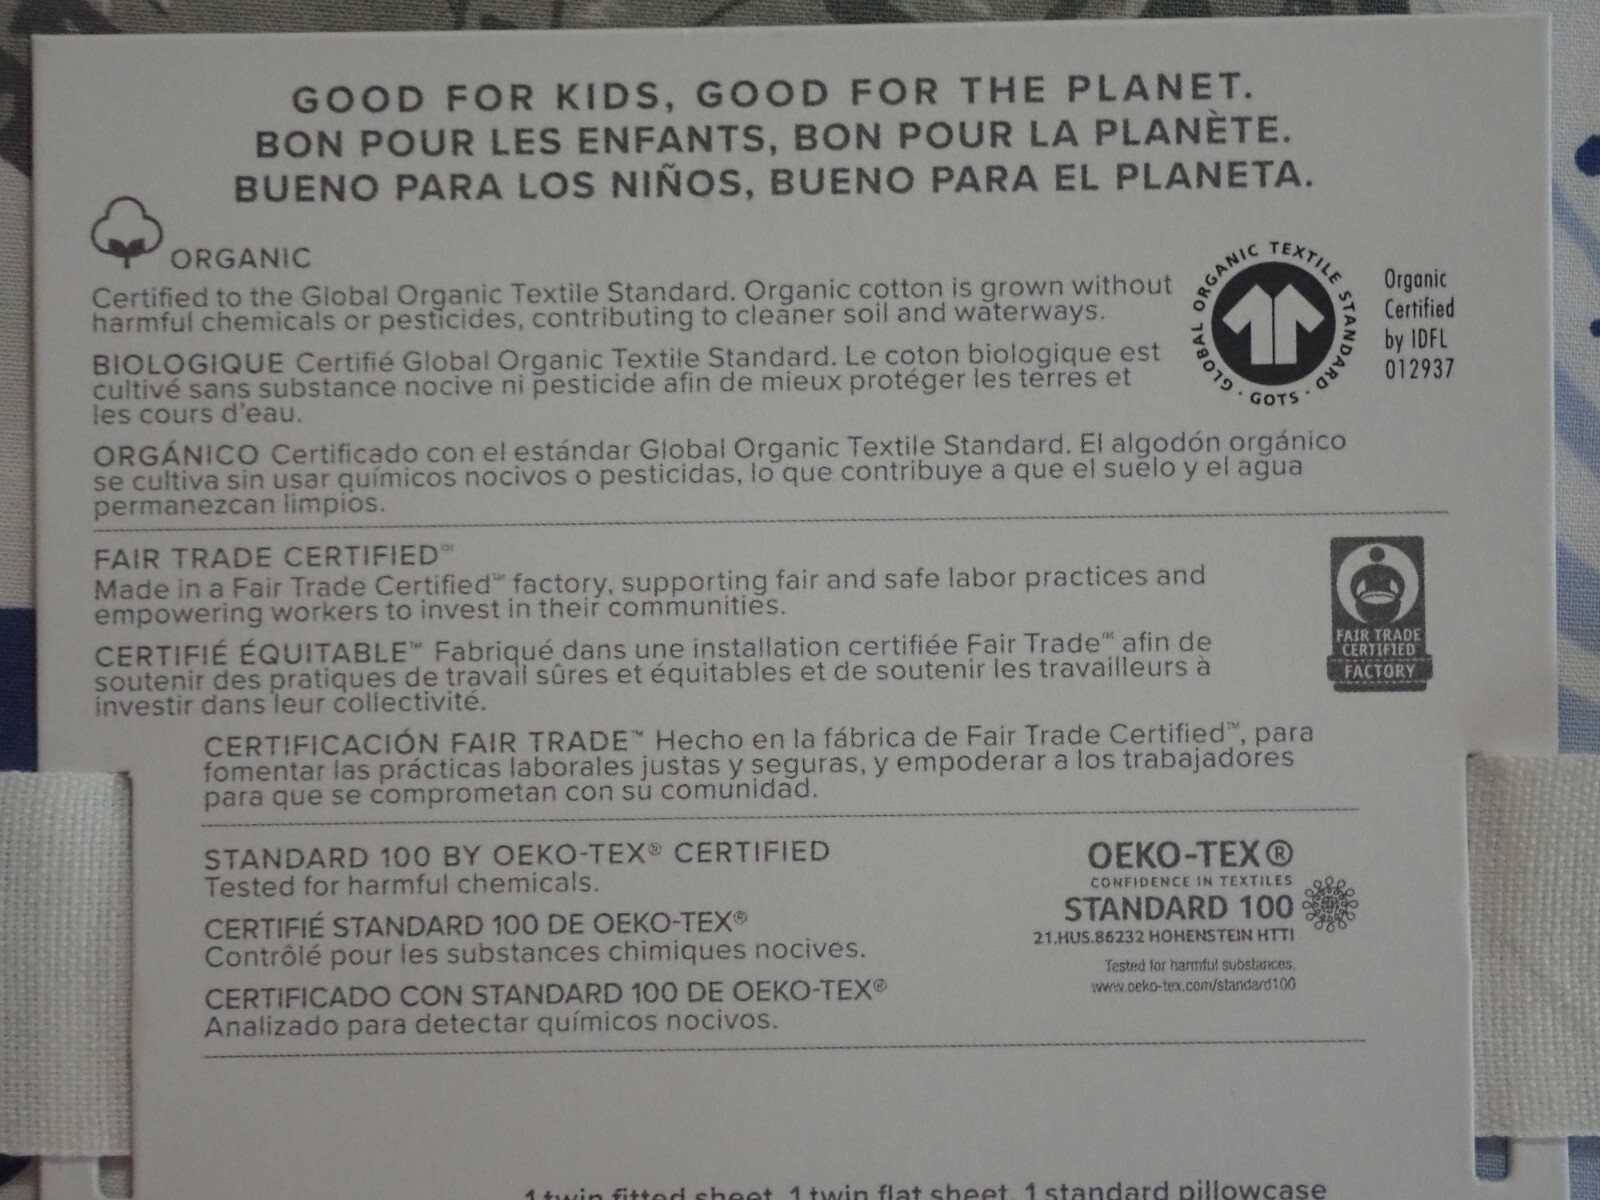 GOOD FOR KIDS, GOOD FOR THE PLANET.
BON POUR LES ENFANTS, BON POUR LA PLANÈTE.
BUENO PARA LOS NIÑOS, BUENO PARA EL PLANETA.
ORGANIC
Certified to the Global Organic Textile Standard. Organic cotton is grown without
harmful chemicals or pesticides, contributing to cleaner soil and waterways.
BIOLOGIQUE Certifié Global Organic Textile Standard. Le coton biologique est
cultivé sans substance nocive ni pesticide afin de mieux protéger les terres et
les cours d'eau.
GLOBAL ORGANIC TEXTILE STANDARD · GOTS ·
Organic
Certified
by IDFL
012937
ORGÁNICO Certificado con el estándar Global Organic Textile Standard. El algodón orgánico
se cultiva sin usar químicos nocivos o pesticidas, lo que contribuye a que el suelo y el agua
permanezcan limpios.
FAIR TRADE CERTIFIED™
Made in a Fair Trade Certified™ factory, supporting fair and safe labor practices and
empowering workers to invest in their communities.
CERTIFIÉ ÉQUITABLE™ Fabriqué dans une installation certifiée Fair Trade™ afin de
soutenir des pratiques de travail sûres et équitables et de soutenir les travailleurs à
investir dans leur collectivité.
FAIR TRADE
CERTIFIED
FACTORY
CERTIFICACIÓN FAIR TRADE™ Hecho en la fábrica de Fair Trade Certified™, para
fomentar las prácticas laborales justas y seguras, y empoderar a los trabajadores
para que se comprometan con su comunidad.
STANDARD 100 BY OEKO-TEX® CERTIFIED
Tested for harmful chemicals.
CERTIFIÉ STANDARD 100 DE OEKO-TEX®
Contrôlé pour les substances chimiques nocives.
CERTIFICADO CON STANDARD 100 DE OEKO-TEX®
Analizado para detectar químicos nocivos.
OEKO-TEX®
CONFIDENCE IN TEXTILES
STANDARD 100
21.HUS.86232 HOHENSTEIN HTTI
Tested for harmful substances.
www.oeko-tex.com/standard100
1 twin fitted sheet, 1 twin flat sheet, 1 standard pillowcase